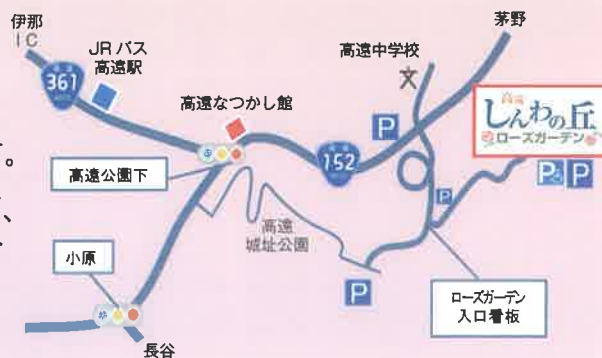 伊那
IC
JRバス
高遠駅
361
高遠なつかし館
高遠中学校
文
茅野
高遠
しんわの丘
ローズガーデン
P
152
高遠公園下
P
P
P
高遠
城址公園
小原
P
ローズガーデン
入口看板
長谷
。
、